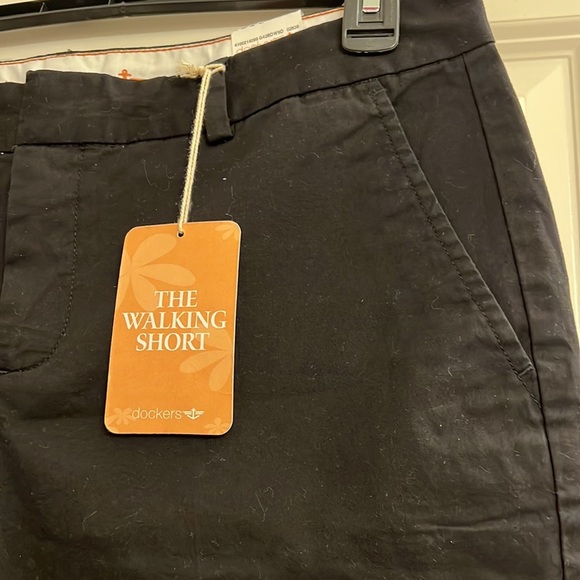 THE
WALKING
SHORT
dockers